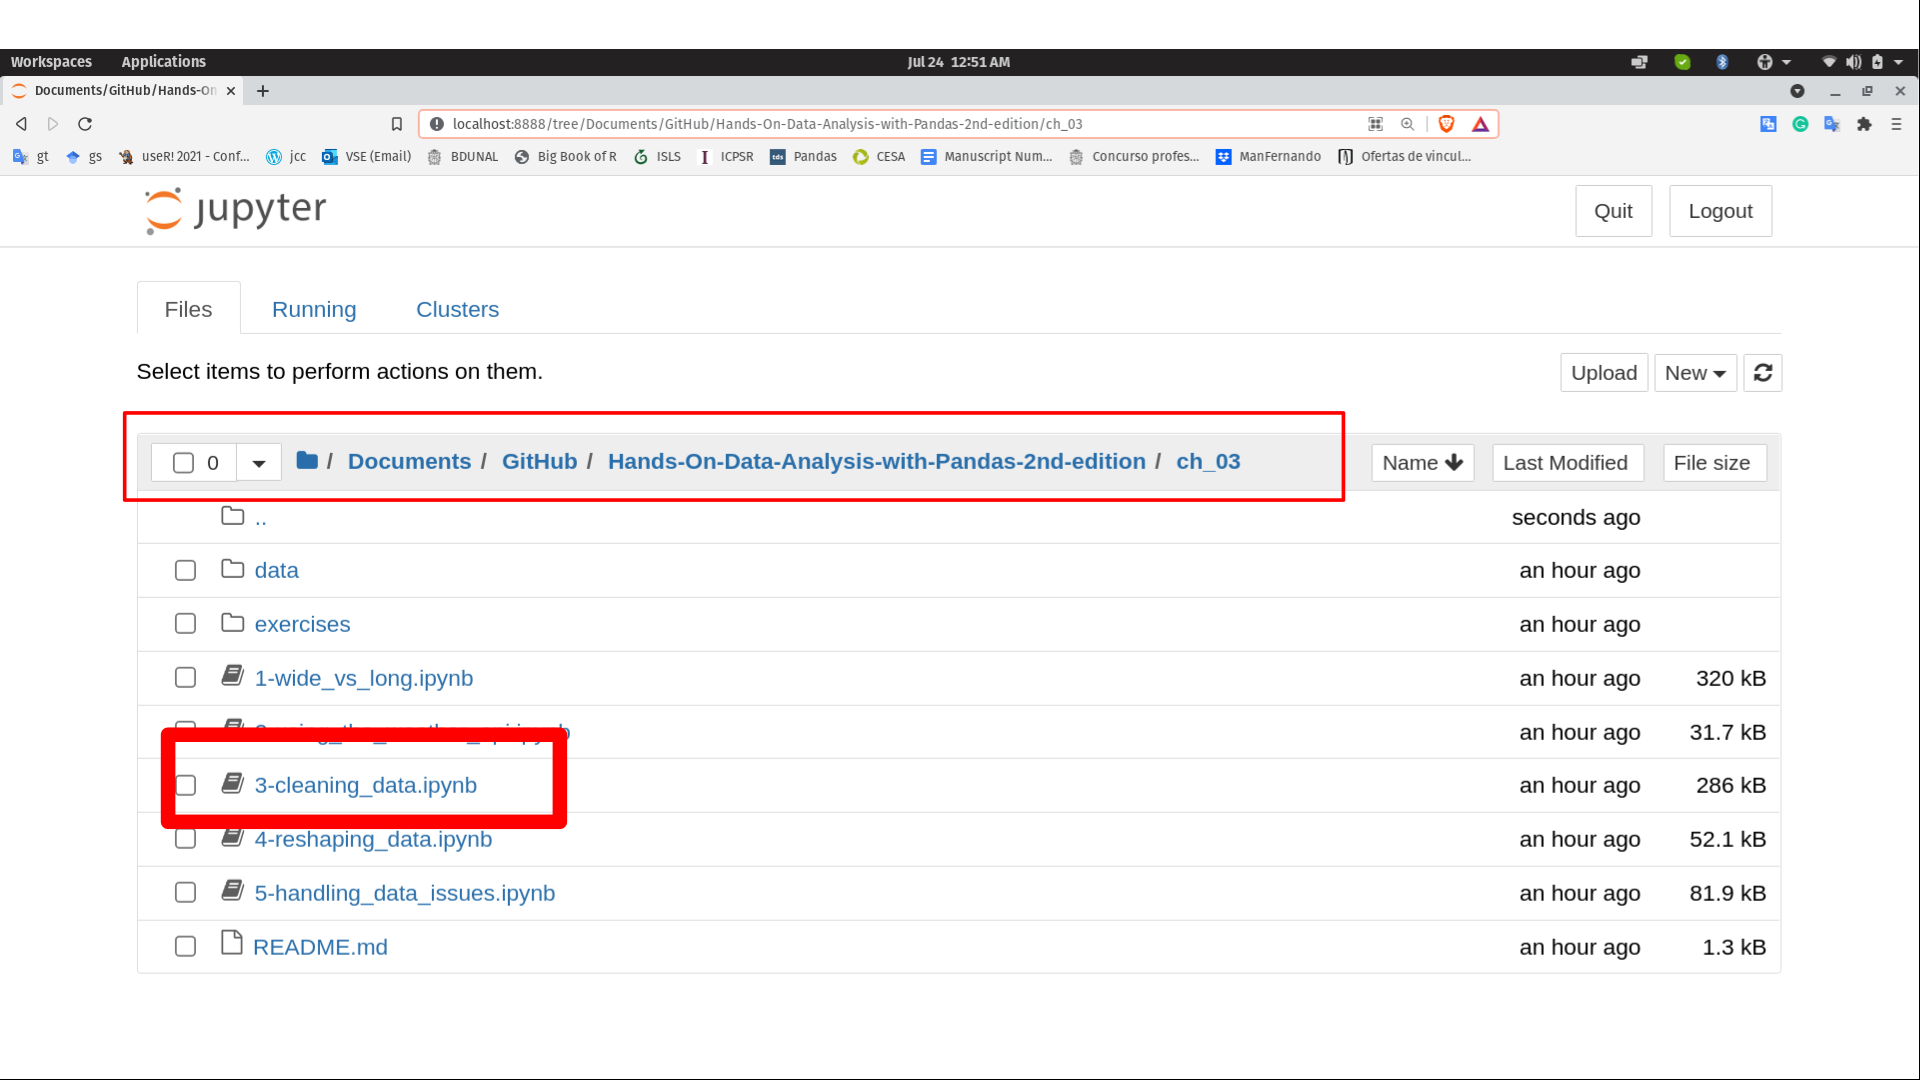 Workspaces Applications Jul 24 12:51 AM
Documents/GitHub/Hands-On
localhost:8888/tree/Documents/GitHub/Hands-On-Data-Analysis-with-Pandas-2nd-edition/ch_03
gt gs useR! 2021 - Conf... jcc VSE (Email) BDUNAL Big Book of R ISLS ICPSR Pandas CESA Manuscript Num... Concurso profes... ManFernando Ofertas de vincul...
jupyter Quit Logout
Files Running Clusters
Select items to perform actions on them. Upload New
0 / Documents / GitHub / Hands-On-Data-Analysis-with-Pandas-2nd-edition / ch_03 Name Last Modified File size
.. seconds ago
data an hour ago
exercises an hour ago
1-wide_vs_long.ipynb an hour ago 320 kB
an hour ago 31.7 kB
3-cleaning_data.ipynb an hour ago 286 kB
4-reshaping_data.ipynb an hour ago 52.1 kB
5-handling_data_issues.ipynb an hour ago 81.9 kB
README.md an hour ago 1.3 kB